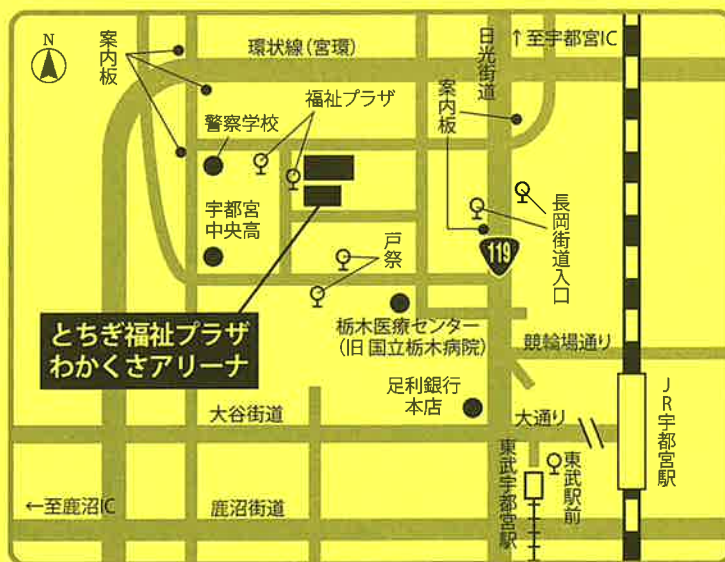 N
案内板
環状線（宮環）
日光街道
↑至宇都宮IC
福祉プラザ
案内板
警察学校
宇都宮
中央高
戸祭
119
長岡街道入口
とちぎ福祉プラザ
わかくさアリーナ
栃木医療センター
（旧 国立栃木病院）
競輪場通り
足利銀行
本店
大谷街道
大通り
JR宇都宮駅
東武宇都宮駅
東武駅前
←至鹿沼IC
鹿沼街道